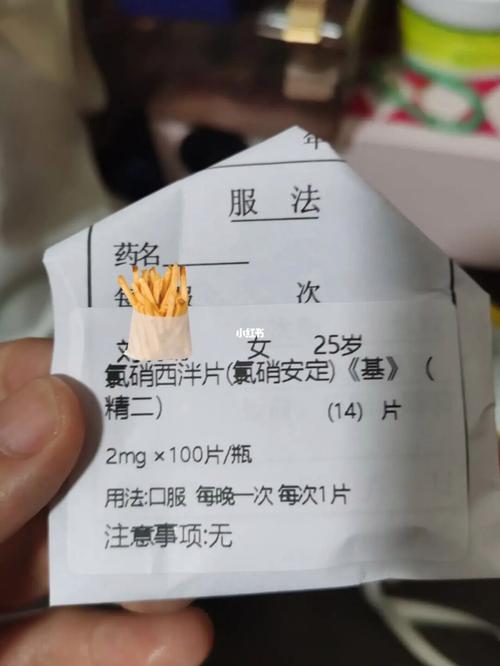 年
服 法
药名
每 服 次
小红书
女 25岁
氯硝西泮片(氯硝安定)《基》（
精二） (14) 片
2mg ×100片/瓶
用法:口服 每晚一次 每次1片
注意事项:无